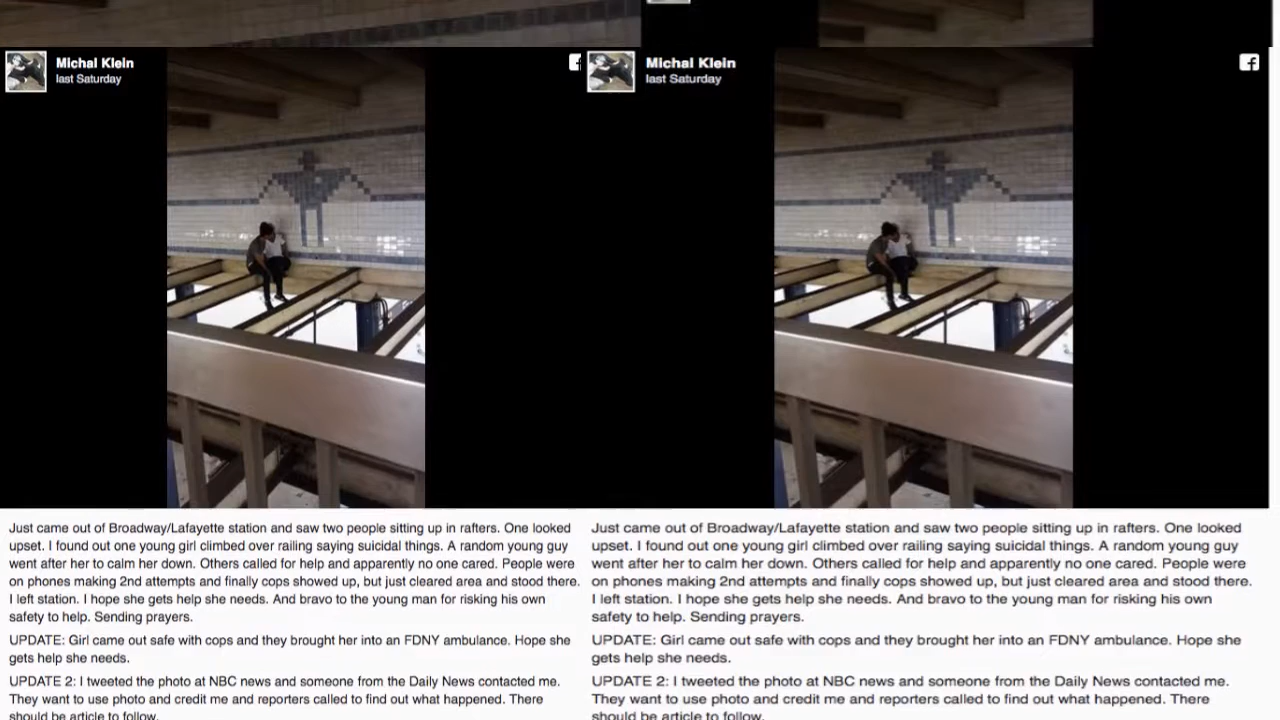 Michal Klein
last Saturday
Just came out of Broadway/Lafayette station and saw two people sitting up in rafters. One looked
upset. I found out one young girl climbed over railing saying suicidal things. A random young guy
went after her to calm her down. Others called for help and apparently no one cared. People were
on phones making 2nd attempts and finally cops showed up, but just cleared area and stood there.
I left station. I hope she gets help she needs. And bravo to the young man for risking his own
safety to help. Sending prayers.
UPDATE: Girl came out safe with cops and they brought her into an FDNY ambulance. Hope she
gets help she needs.
UPDATE 2: I tweeted the photo at NBC news and someone from the Daily News contacted me.
They want to use photo and credit me and reporters called to find out what happened. There
should be article to follow.
Michal Klein
last Saturday
Just came out of Broadway/Lafayette station and saw two people sitting up in rafters. One looked
upset. I found out one young girl climbed over railing saying suicidal things. A random young guy
went after her to calm her down. Others called for help and apparently no one cared. People were
on phones making 2nd attempts and finally cops showed up, but just cleared area and stood there.
I left station. I hope she gets help she needs. And bravo to the young man for risking his own
safety to help. Sending prayers.
UPDATE: Girl came out safe with cops and they brought her into an FDNY ambulance. Hope she
gets help she needs.
UPDATE 2: I tweeted the photo at NBC news and someone from the Daily News contacted me.
They want to use photo and credit me and reporters called to find out what happened. There
should be article to follow.